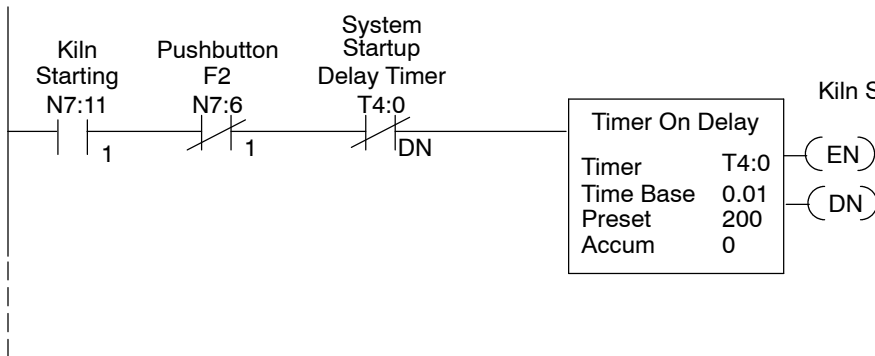 Kiln
Starting
N7:11
1
Pushbutton
F2
N7:6
1
System
Startup
Delay Timer
T4:0
DN
Timer On Delay
Timer T4:0
Time Base 0.01
Preset 200
Accum 0
Kiln S
EN
DN